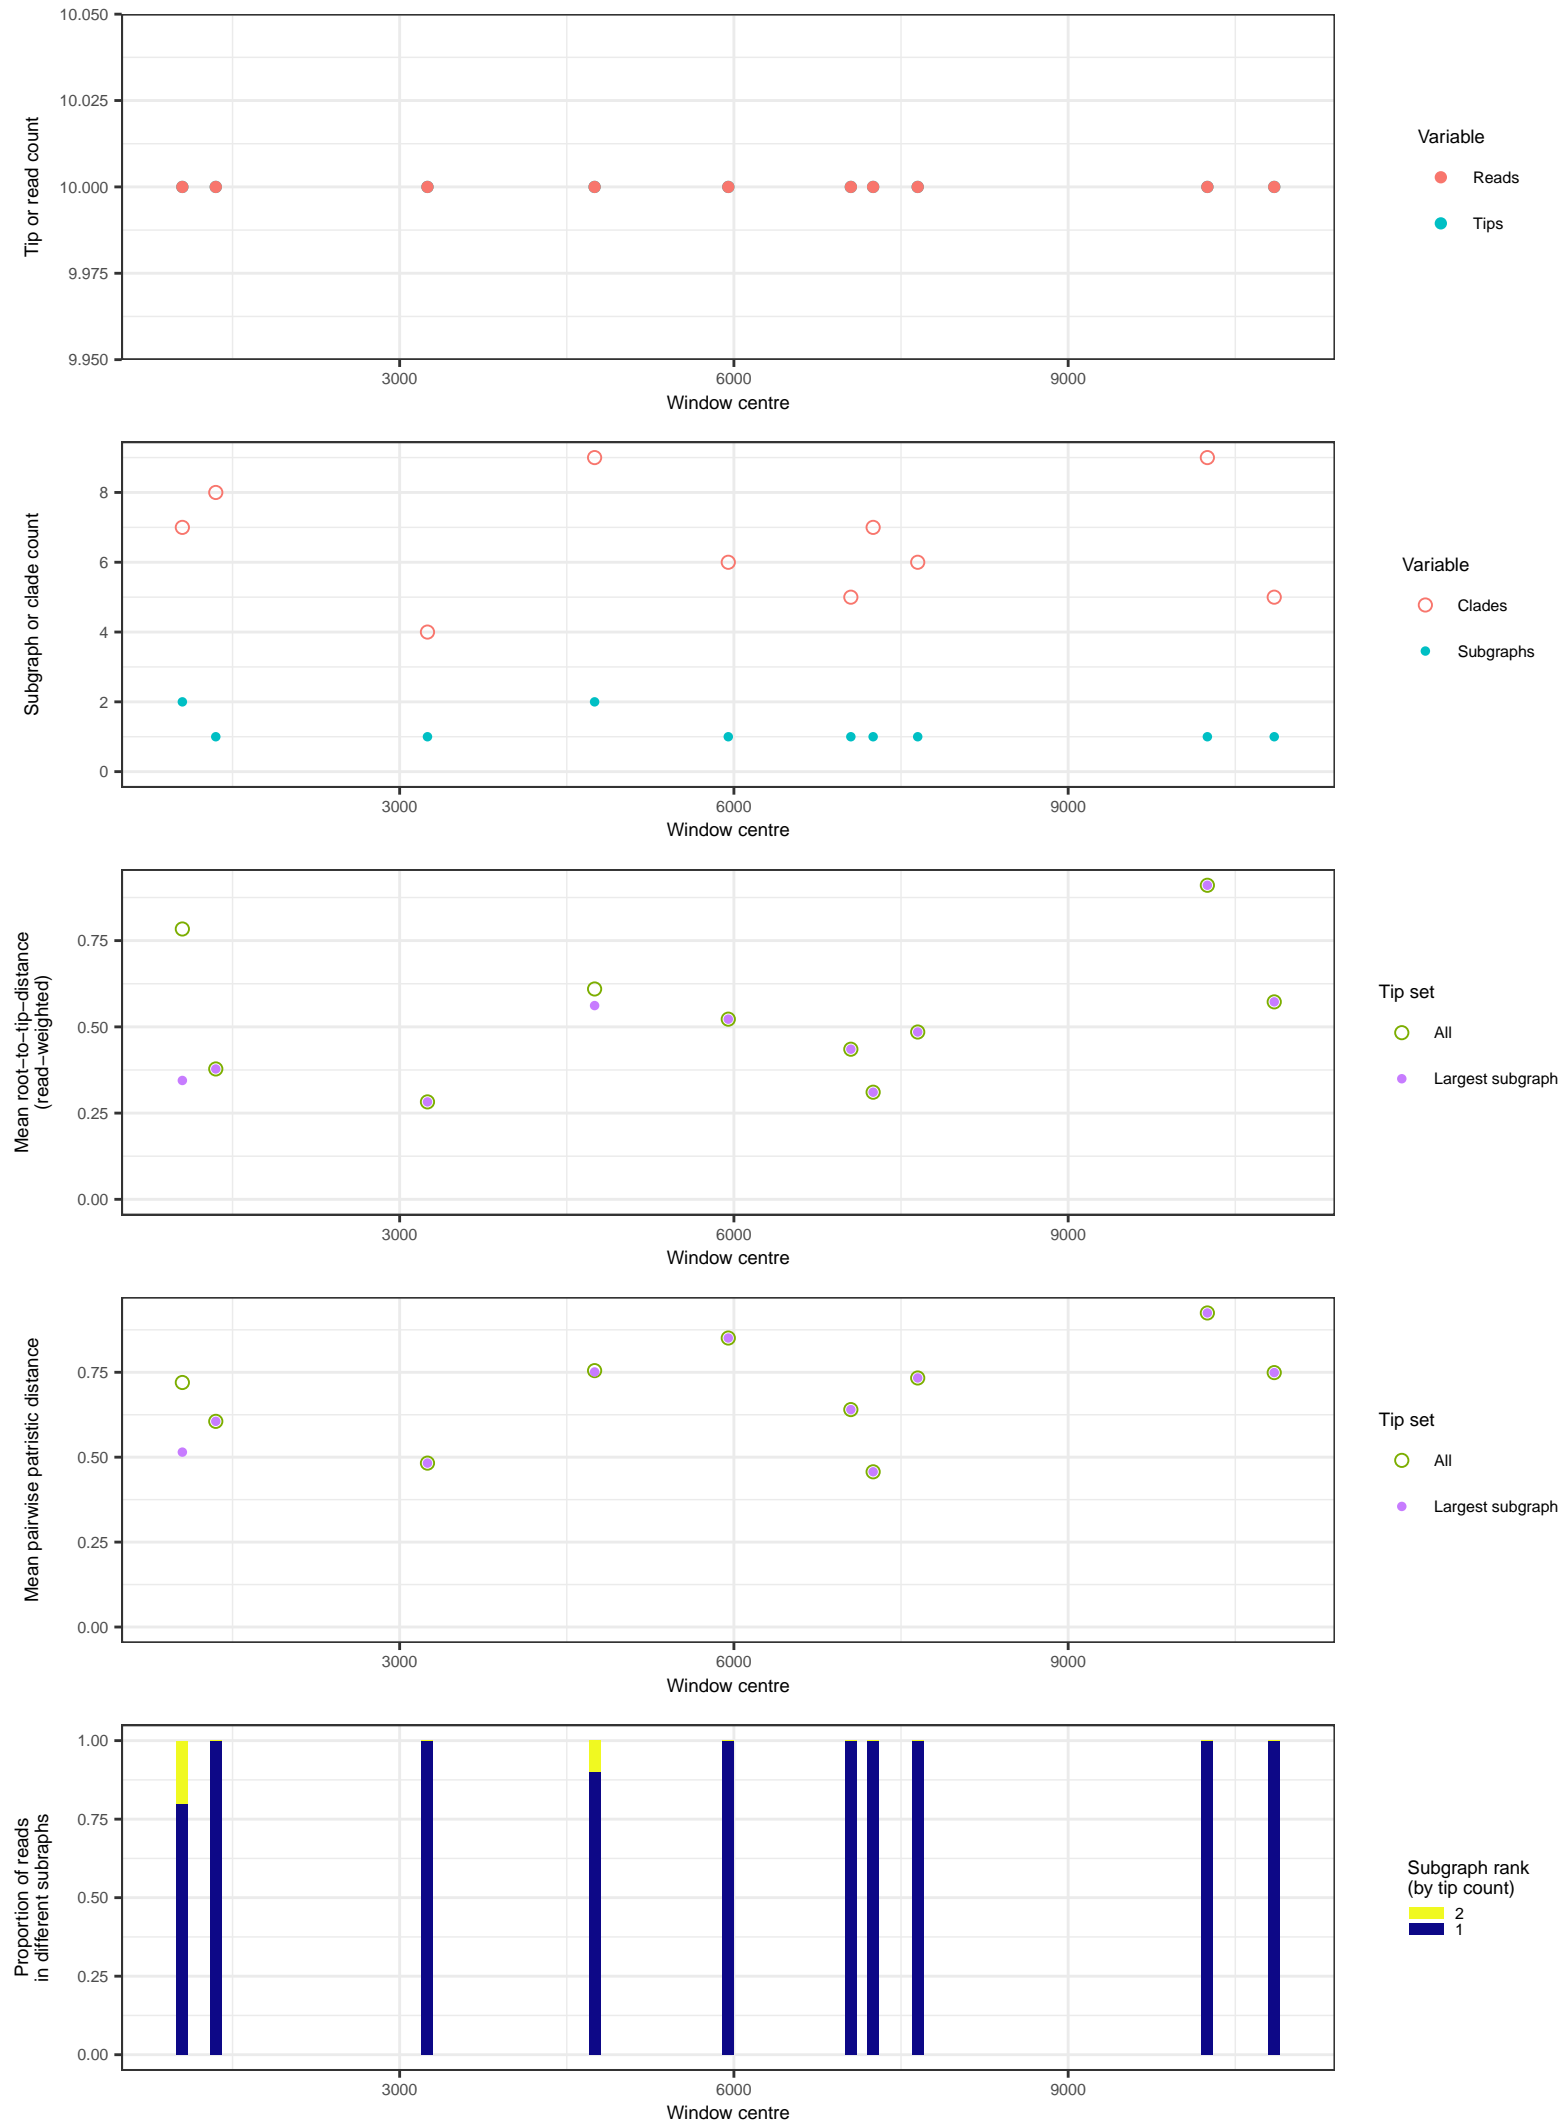 10.050
10.025
10.000
9.975
9.950
Tip or read count
3000 6000 9000
Window centre
Variable
Reads
Tips
8
6
4
2
0
Subgraph or clade count
3000 6000 9000
Window centre
Variable
Clades
Subgraphs
0.75
0.50
0.25
0.00
Mean root−to−tip−distance
(read−weighted)
3000 6000 9000
Window centre
Tip set
All
Largest subgraph
0.75
0.50
0.25
0.00
Mean pairwise patristic distance
3000 6000 9000
Window centre
Tip set
All
Largest subgraph
1.00
0.75
0.50
0.25
0.00
Proportion of reads
in different subraphs
3000 6000 9000
Window centre
Subgraph rank
(by tip count)
2
1